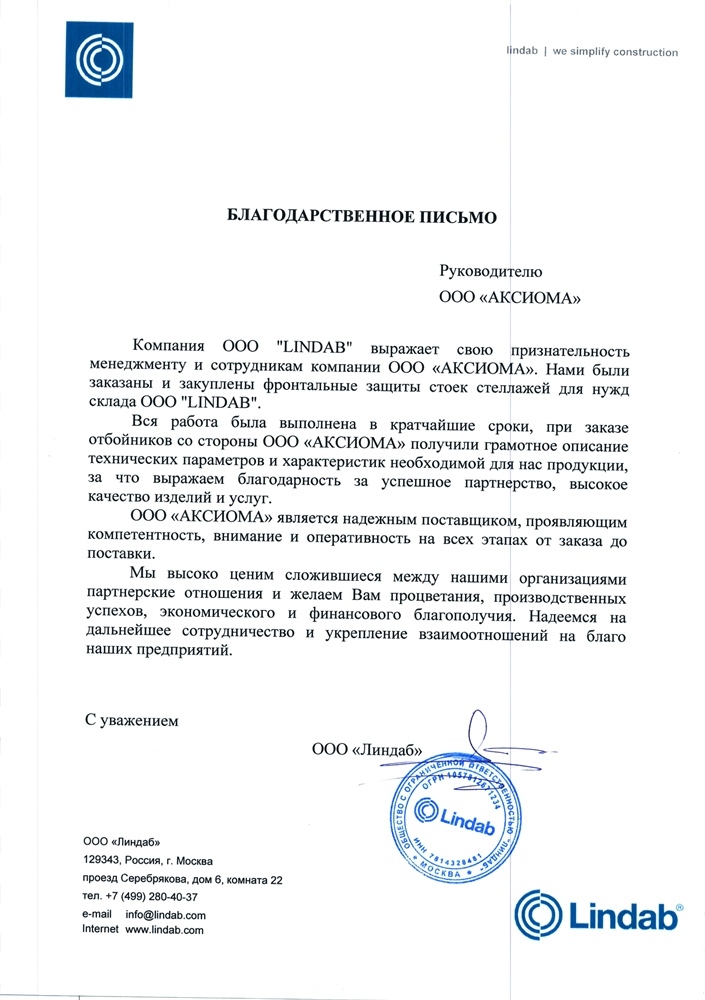 lindab | we simplify construction
БЛАГОДАРСТВЕННОЕ ПИСЬМО
Руководителю
ООО «АКСИОМА»
Компания ООО "LINDAB" выражает свою признательность
менеджменту и сотрудникам компании ООО «АКСИОМА». Нами были
заказаны и закуплены фронтальные защиты стоек стеллажей для нужд
склада ООО "LINDAB".
Вся работа была выполнена в кратчайшие сроки, при заказе
отбойников со стороны ООО «АКСИОМА» получили грамотное описание
технических параметров и характеристик необходимой для нас продукции,
за что выражаем благодарность за успешное партнерство, высокое
качество изделий и услуг.
ООО «АКСИОМА» является надежным поставщиком, проявляющим
компетентность, внимание и оперативность на всех этапах от заказа до
поставки.
Мы высоко ценим сложившиеся между нашими организациями
партнерские отношения и желаем Вам процветания, производственных
успехов, экономического и финансового благополучия. Надеемся на
дальнейшее сотрудничество и укрепление взаимоотношений на благо
наших предприятий.
С уважением
ООО «Линдаб»
ОБЩЕСТВО С ОГРАНИЧЕННОЙ ОТВЕТСТВЕННОСТЬЮ "ЛИНДАБ"
ОГРН 1057812671234
Lindab
ИНН 7814328481
* МОСКВА *
ООО «Линдаб»
129343, Россия, г. Москва
проезд Серебрякова, дом 6, комната 22
тел. +7 (499) 280-40-37
e-mail info@lindab.com
Internet www.lindab.com
Lindab®